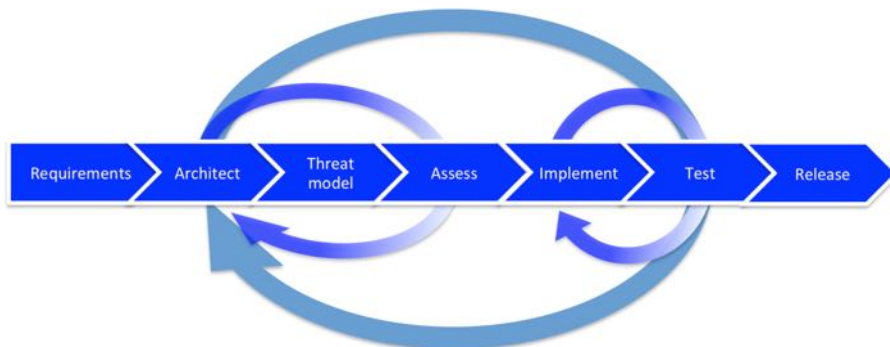 Requirements
Architect
Threat
model
Assess
Implement
Test
Release